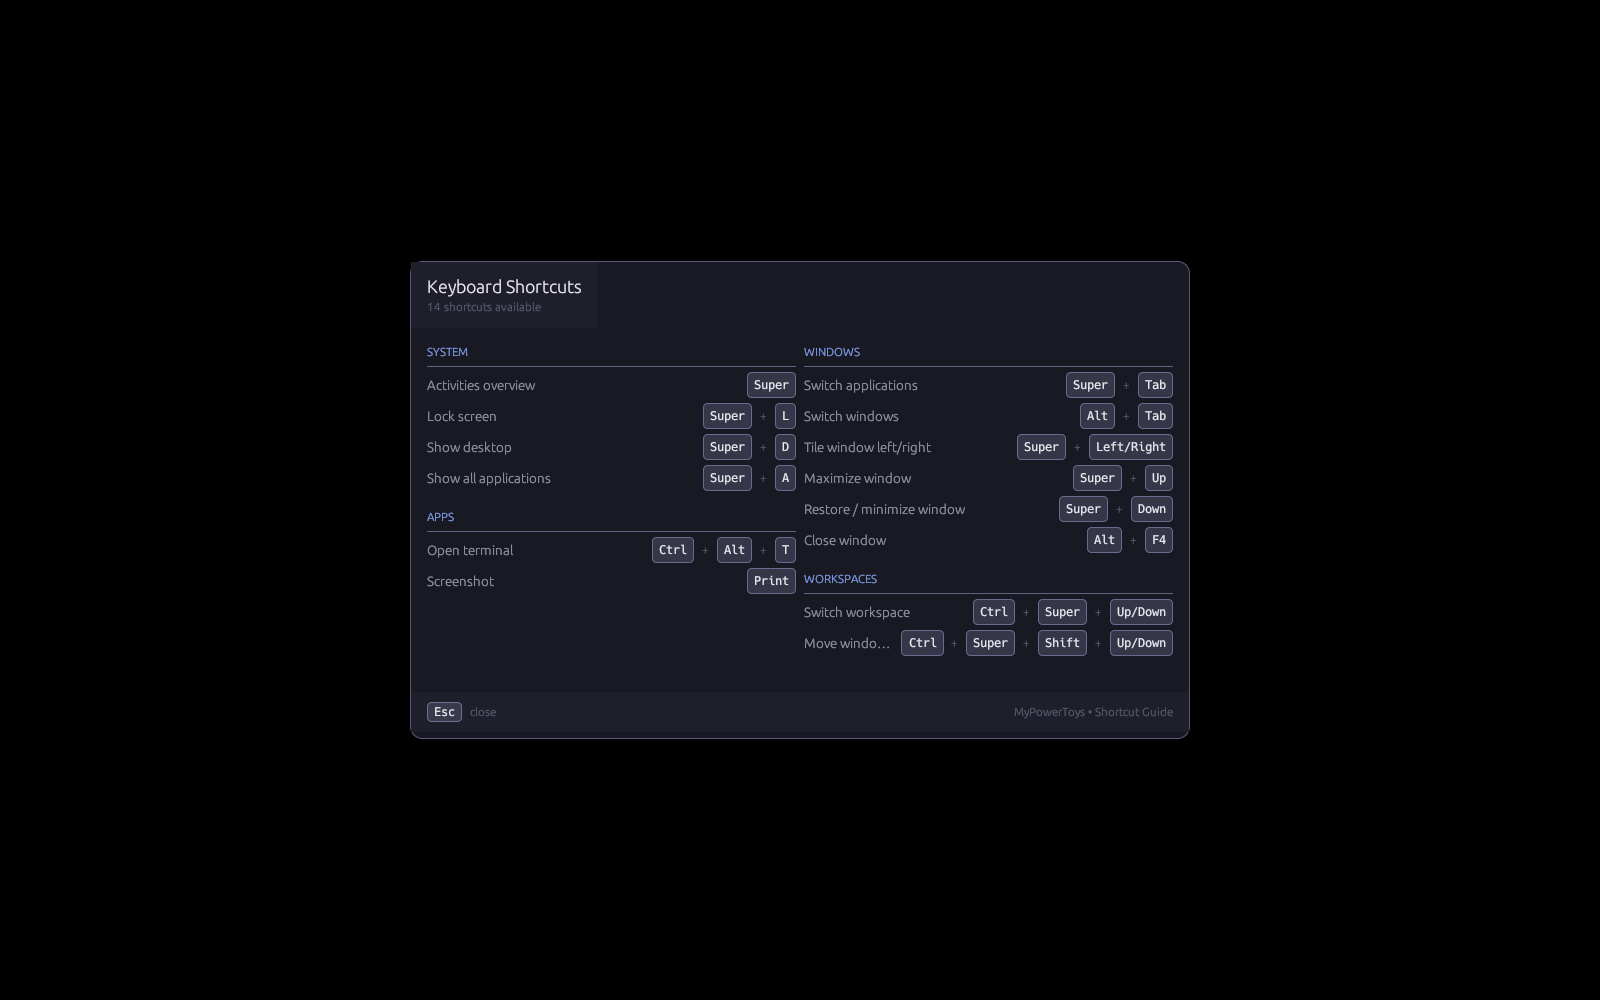 Keyboard Shortcuts
14 shortcuts available
SYSTEM
Activities overview Super
Lock screen Super + L
Show desktop Super + D
Show all applications Super + A
APPS
Open terminal Ctrl + Alt + T
Screenshot Print
WINDOWS
Switch applications Super + Tab
Switch windows Alt + Tab
Tile window left/right Super + Left/Right
Maximize window Super + Up
Restore / minimize window Super + Down
Close window Alt + F4
WORKSPACES
Switch workspace Ctrl + Super + Up/Down
Move windo... Ctrl + Super + Shift + Up/Down
Esc close
MyPowerToys • Shortcut Guide